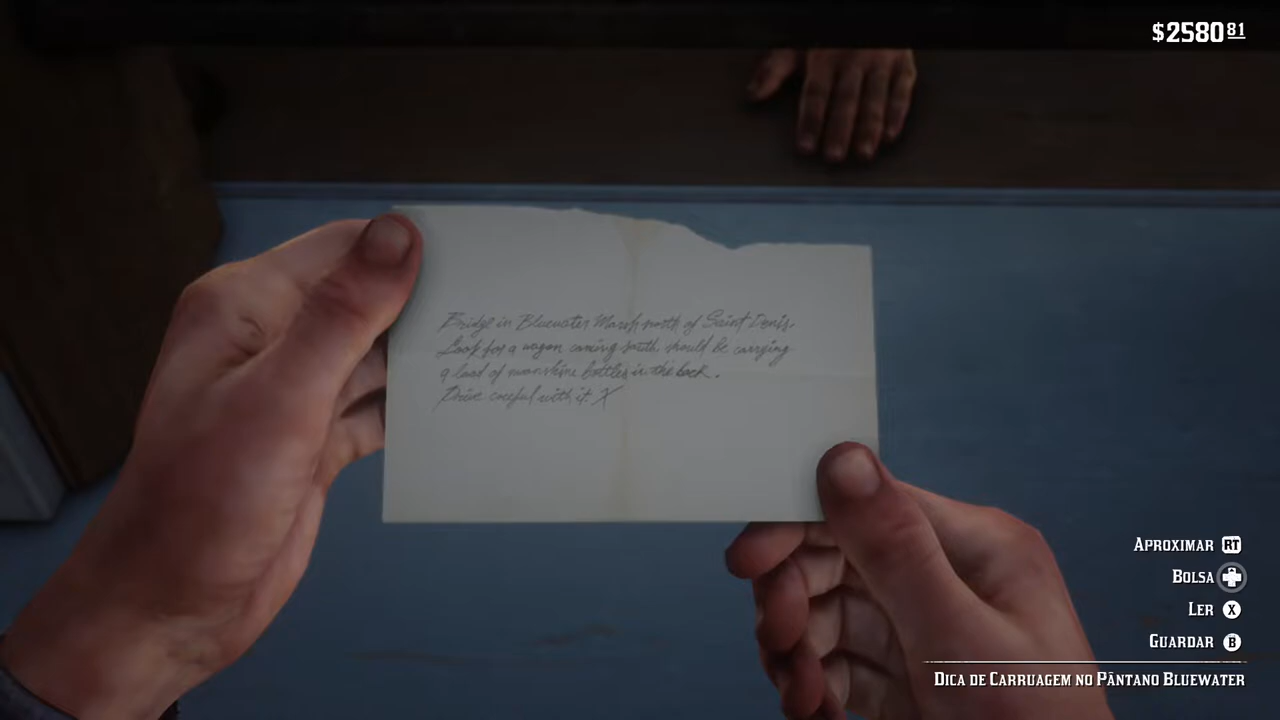 $2580 81
Bridge in Bluewater Marsh north of Saint Denis.
Look for a wagon coming south, should be carrying
a load of moonshine bottles in the back.
Drive careful with it. X
APROXIMAR RT
BOLSA
LER X
GUARDAR B
DICA DE CARRUAGEM NO PÂNTANO BLUEWATER